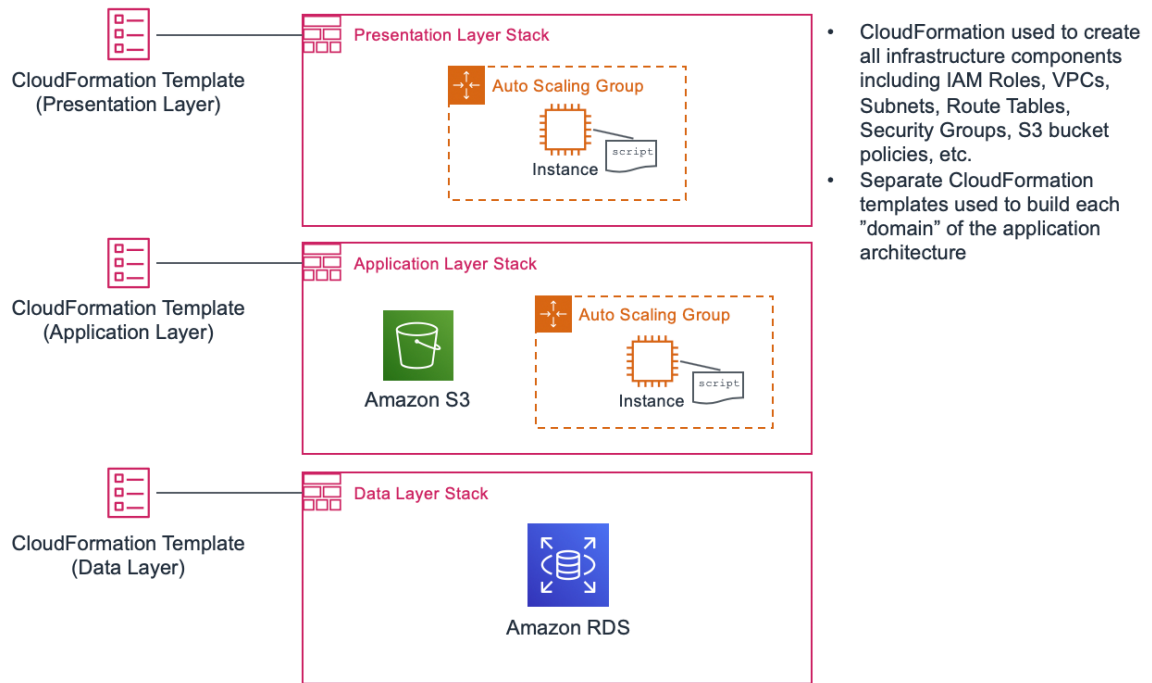 CloudFormation Template
(Presentation Layer)
Presentation Layer Stack
Auto Scaling Group
script
Instance
CloudFormation Template
(Application Layer)
Application Layer Stack
Amazon S3
Auto Scaling Group
script
Instance
CloudFormation Template
(Data Layer)
Data Layer Stack
Amazon RDS
• CloudFormation used to create
all infrastructure components
including IAM Roles, VPCs,
Subnets, Route Tables,
Security Groups, S3 bucket
policies, etc.
• Separate CloudFormation
templates used to build each
”domain” of the application
architecture